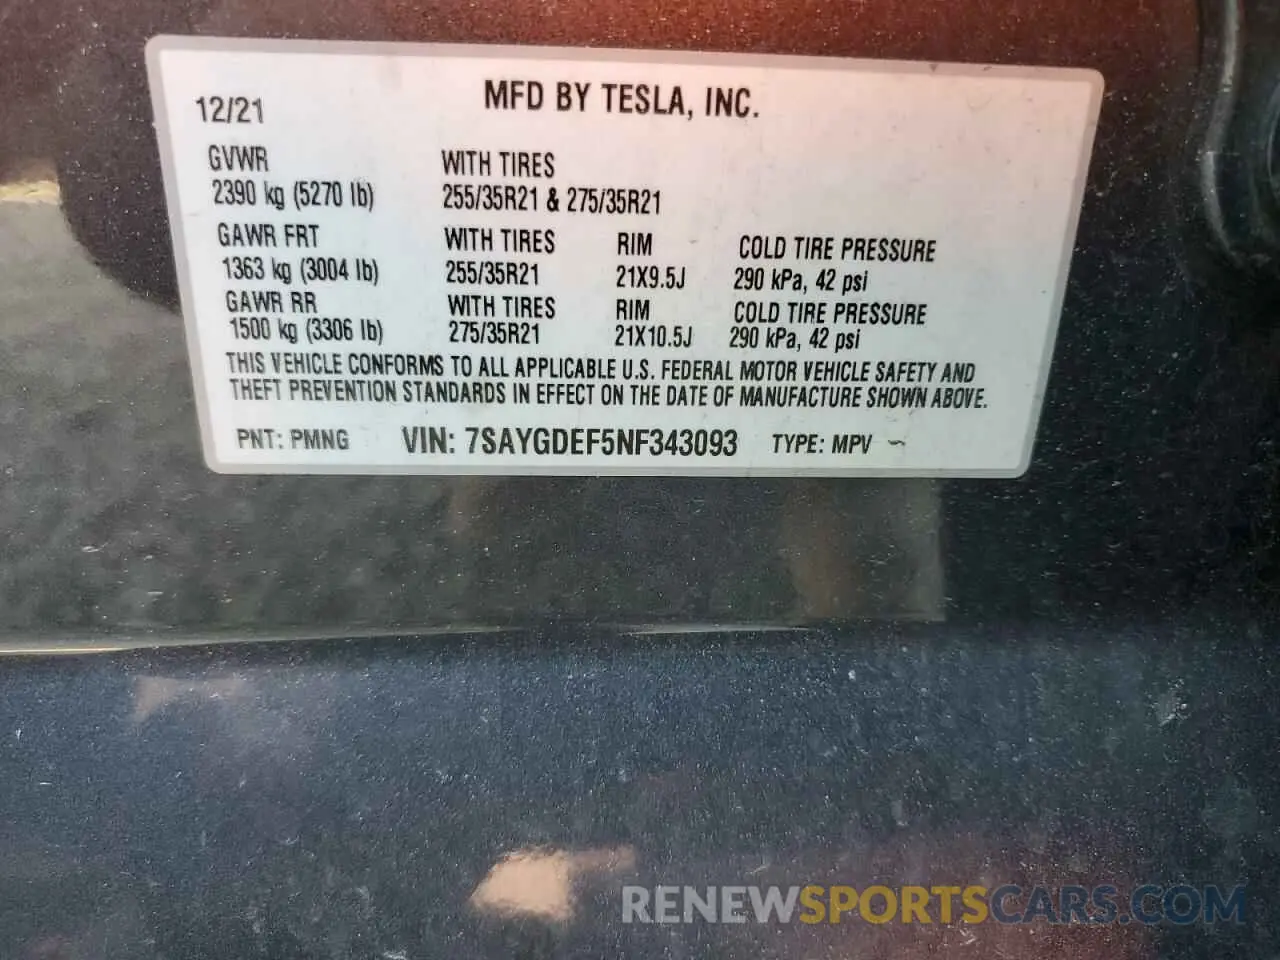 MFD BY TESLA, INC.
12/21
GVWR WITH TIRES
2390 kg (5270 lb) 255/35R21 & 275/35R21
GAWR FRT WITH TIRES RIM COLD TIRE PRESSURE
1363 kg (3004 lb) 255/35R21 21X9.5J 290 kPa, 42 psi
GAWR RR WITH TIRES RIM COLD TIRE PRESSURE
1500 kg (3306 lb) 275/35R21 21X10.5J 290 kPa, 42 psi
THIS VEHICLE CONFORMS TO ALL APPLICABLE U.S. FEDERAL MOTOR VEHICLE SAFETY AND
THEFT PREVENTION STANDARDS IN EFFECT ON THE DATE OF MANUFACTURE SHOWN ABOVE.
PNT: PMNG VIN: 7SAYGDEF5NF343093 TYPE: MPV
RENEWSPORTSCARS.COM